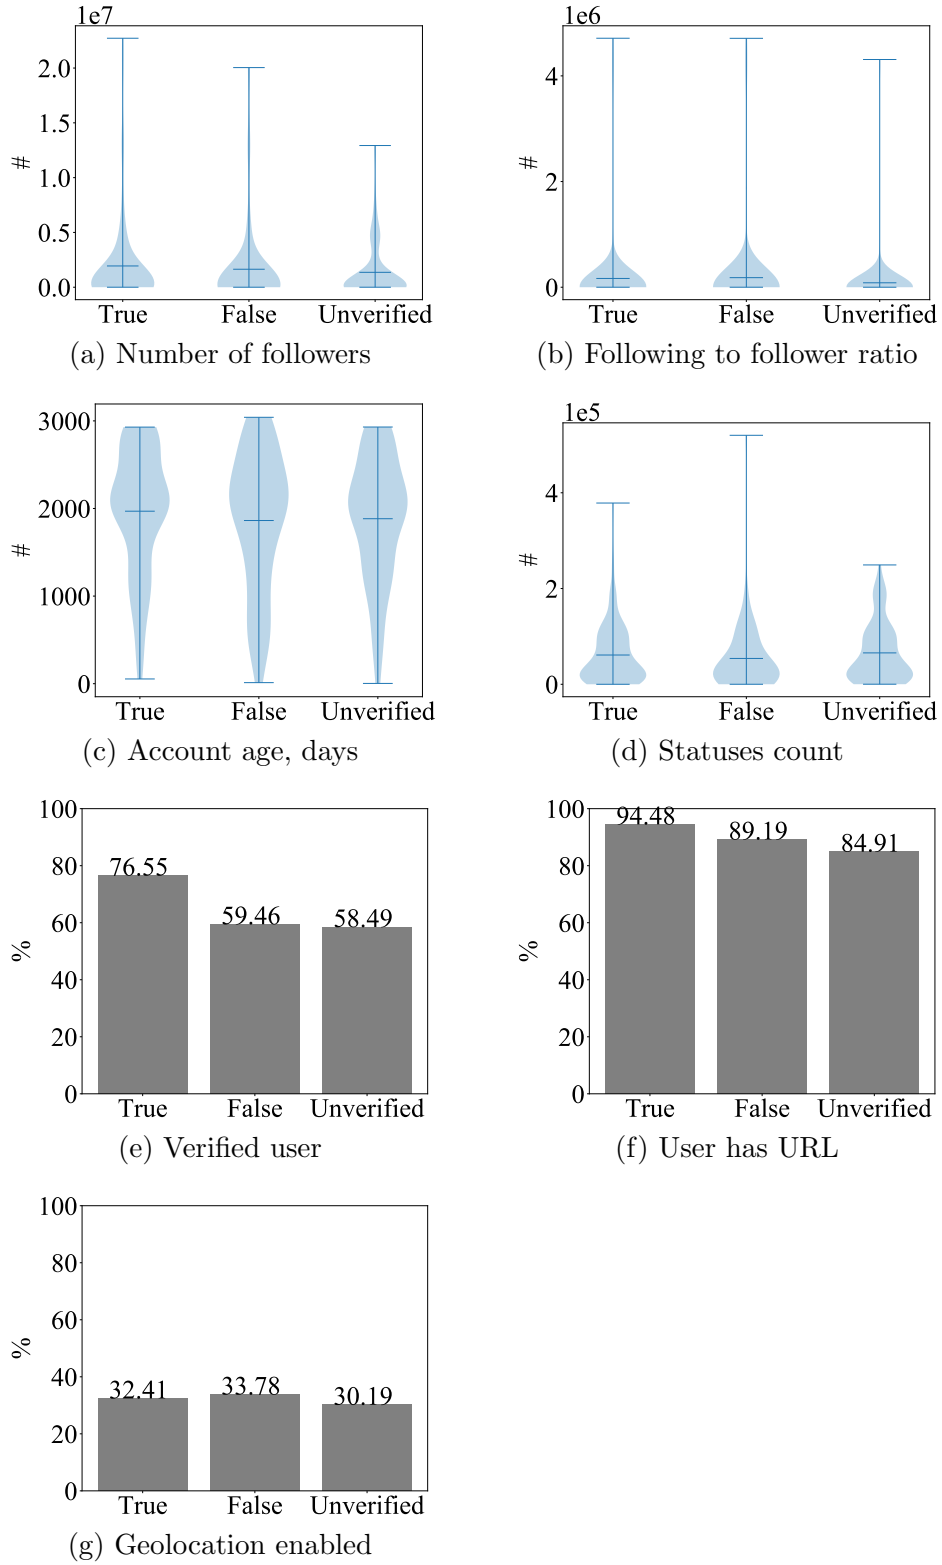 1e7
2.0
1.5
1.0
0.5
0.0
#
True False Unverified
(a) Number of followers
1e6
4
2
0
#
True False Unverified
(b) Following to follower ratio
3000
2000
1000
0
#
True False Unverified
(c) Account age, days
1e5
4
2
0
#
True False Unverified
(d) Statuses count
100
80
60
40
20
0
%
76.55
59.46
58.49
True False Unverified
(e) Verified user
100
80
60
40
20
0
%
94.48
89.19
84.91
True False Unverified
(f) User has URL
100
80
60
40
20
0
%
32.41
33.78
30.19
True False Unverified
(g) Geolocation enabled